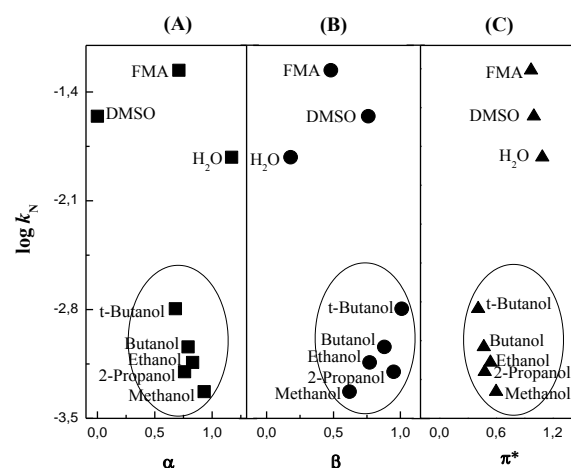 (A) (B) (C)
FMA FMA FMA
-1,4
DMSO DMSO DMSO
H₂O H₂O H₂O
-2,1
log k_N
-2,8
t-Butanol t-Butanol t-Butanol
Butanol Butanol Butanol
Ethanol Ethanol Ethanol
2-Propanol 2-Propanol 2-Propanol
Methanol Methanol Methanol
-3,5
0,0 0,5 1,0 0,0 0,5 1,0 0,0 0,6 1,2
α β π*